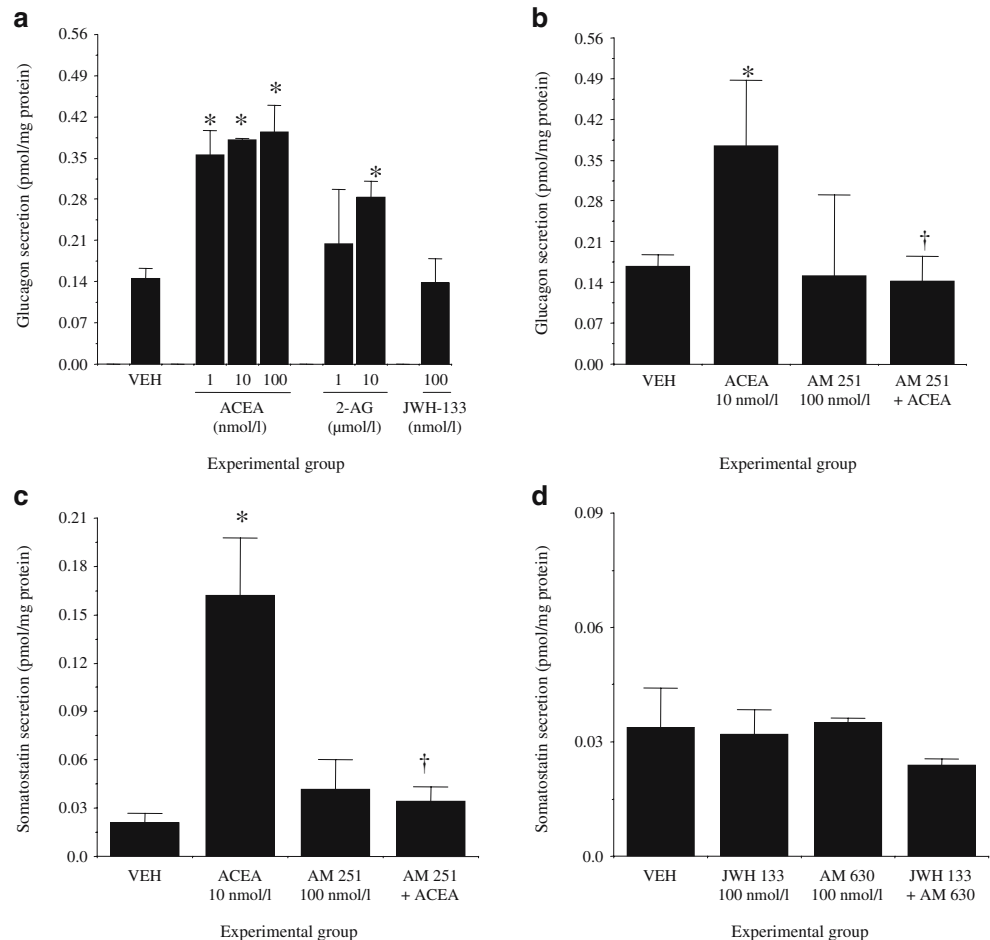 a
Glucagon secretion (pmol/mg protein)
0.56
0.49
0.42
0.35
0.28
0.21
0.14
0.07
0.00
* * *
*
VEH
1 10 100
ACEA
(nmol/l)
1 10
2-AG
(µmol/l)
100
JWH-133
(nmol/l)
Experimental group
b
Glucagon secretion (pmol/mg protein)
0.56
0.49
0.42
0.35
0.28
0.21
0.14
0.07
0.00
*
†
VEH
ACEA
10 nmol/l
AM 251
100 nmol/l
AM 251
+ ACEA
Experimental group
c
Somatostatin secretion (pmol/mg protein)
0.21
0.18
0.15
0.12
0.09
0.06
0.03
0.0
*
†
VEH
ACEA
10 nmol/l
AM 251
100 nmol/l
AM 251
+ ACEA
Experimental group
d
Somatostatin secretion (pmol/mg protein)
0.09
0.06
0.03
0.0
VEH
JWH 133
100 nmol/l
AM 630
100 nmol/l
JWH 133
+ AM 630
Experimental group